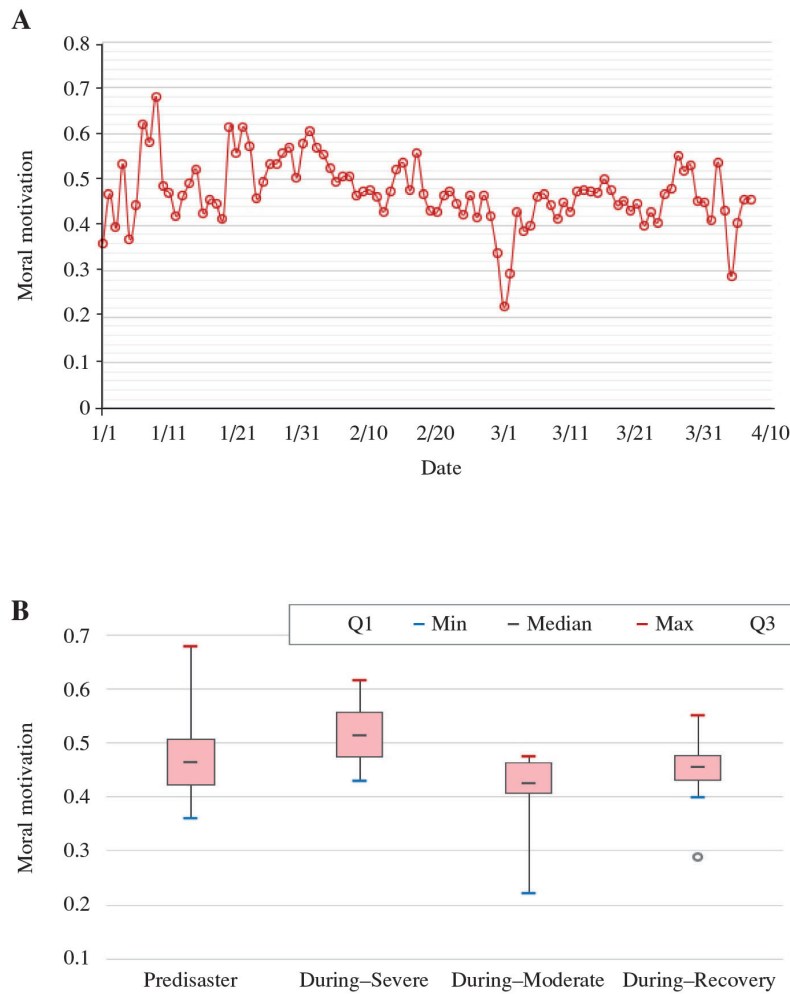 A
0.8
0.7
0.6
0.5
0.4
0.3
0.2
0.1
0
Moral motivation
1/1 1/11 1/21 1/31 2/10 2/20 3/1 3/11 3/21 3/31 4/10
Date
B
Q1 Min Median Max Q3
0.7
0.6
0.5
0.4
0.3
0.2
0.1
Moral motivation
Predisaster During–Severe During–Moderate During–Recovery